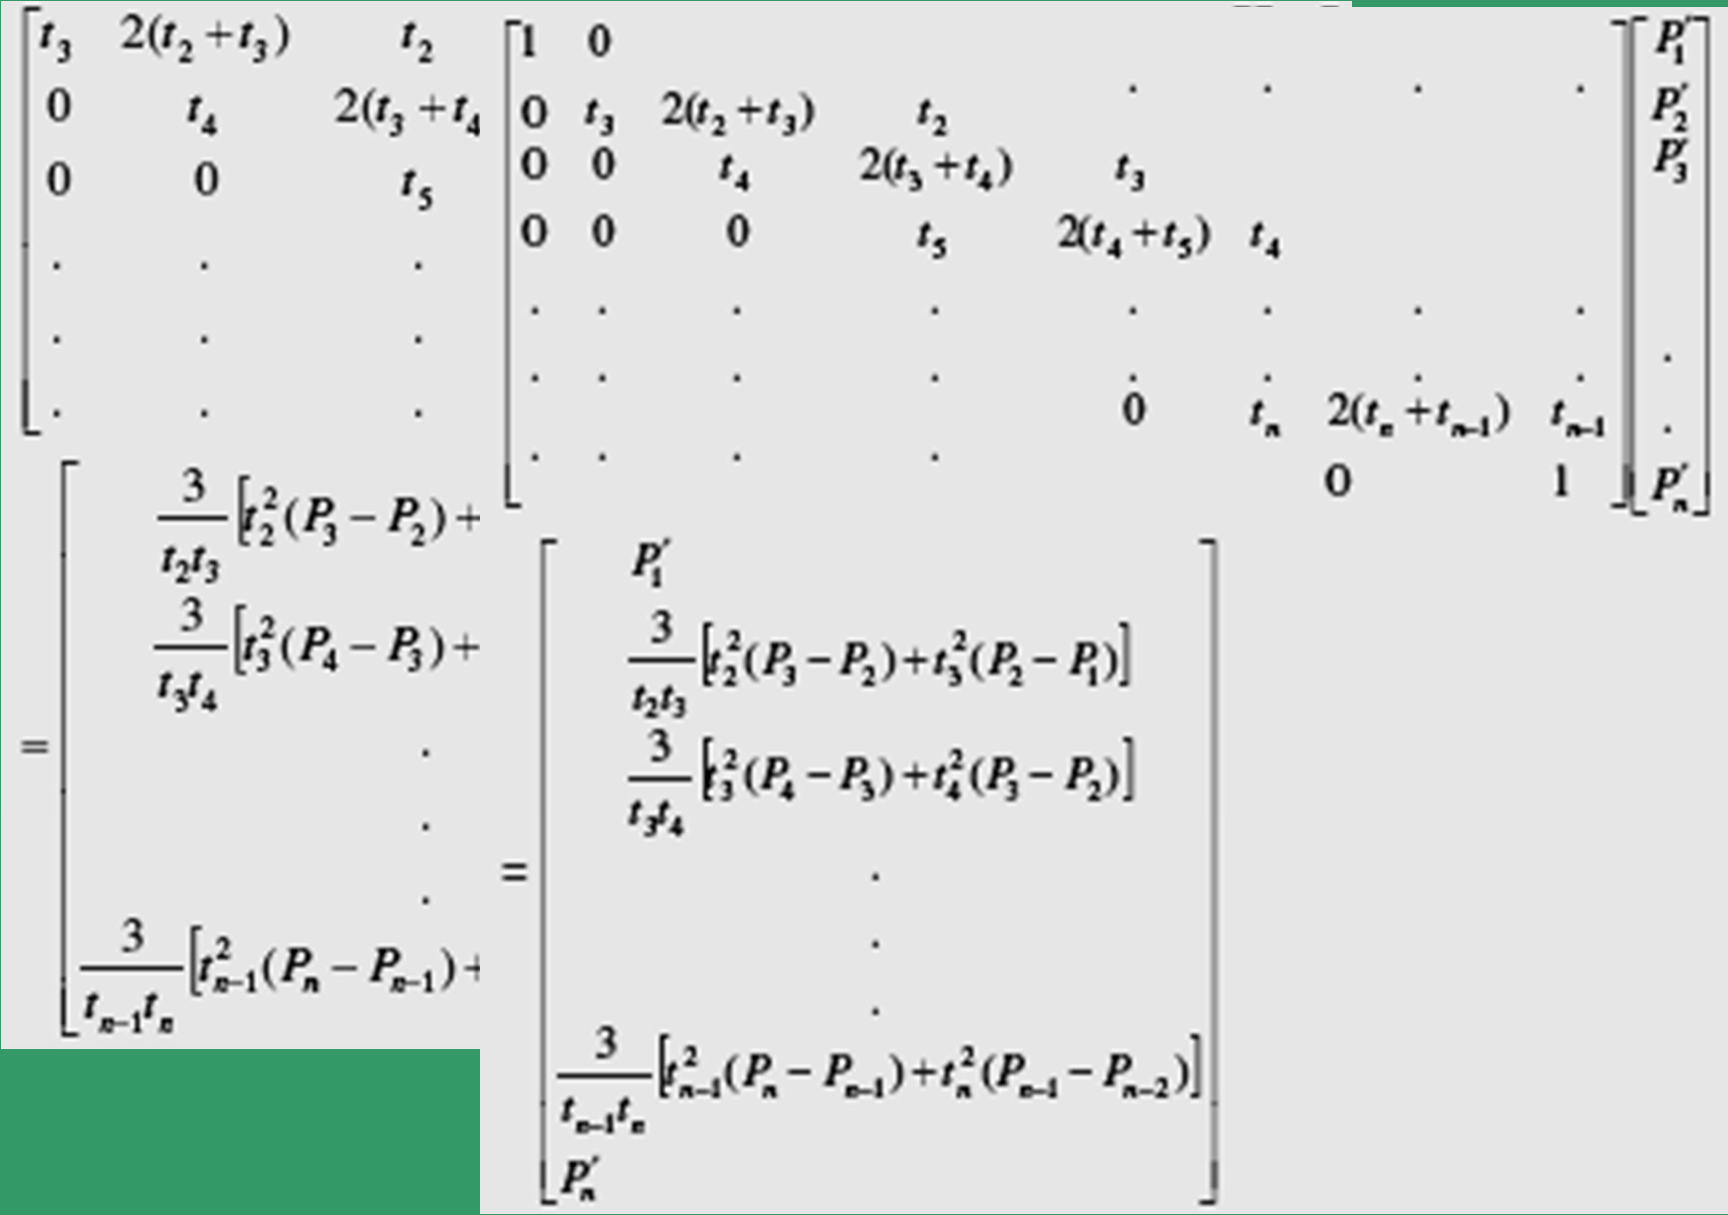 t₃ 2(t₂ + t₃) t₂
0 t₄ 2(t₃ + t₄
0 0 t₅
. . .
. . .
. . .
3/t₂t₃ [t₂²(P₃ − P₂) +
3/t₃t₄ [t₃²(P₄ − P₃) +
=
.
.
.
3/tₙ₋₁tₙ [tₙ₋₁²(Pₙ − Pₙ₋₁) +
1 0 P₁′
. . . .
0 t₃ 2(t₂ + t₃) t₂ P₂′
0 0 t₄ 2(t₃ + t₄) t₃ P₃′
0 0 0 t₅ 2(t₄ + t₅) t₄
. . . . . . . .
. . . . . . . . .
0 tₙ 2(tₙ + tₙ₋₁) tₙ₋₁ .
. . . . 0 1 Pₙ′
P₁′
3/t₂t₃ [t₂²(P₃ − P₂) + t₃²(P₂ − P₁)]
3/t₃t₄ [t₃²(P₄ − P₃) + t₄²(P₃ − P₂)]
=
.
.
.
3/tₙ₋₁tₙ [tₙ₋₁²(Pₙ − Pₙ₋₁) + tₙ²(Pₙ₋₁ − Pₙ₋₂)]
Pₙ′